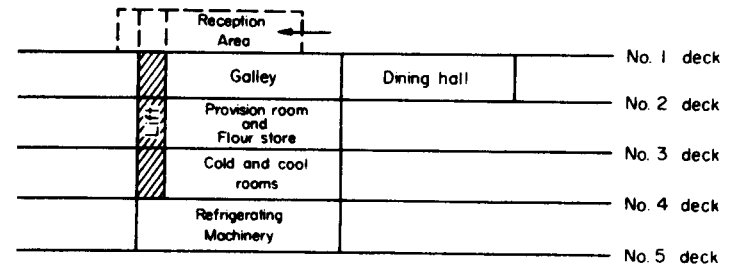 Reception
Area
No. 1 deck
Galley
Dining hall
No. 2 deck
Lift
Provision room
and
Flour store
No. 3 deck
Cold and cool
rooms
No. 4 deck
Refrigerating
Machinery
No. 5 deck